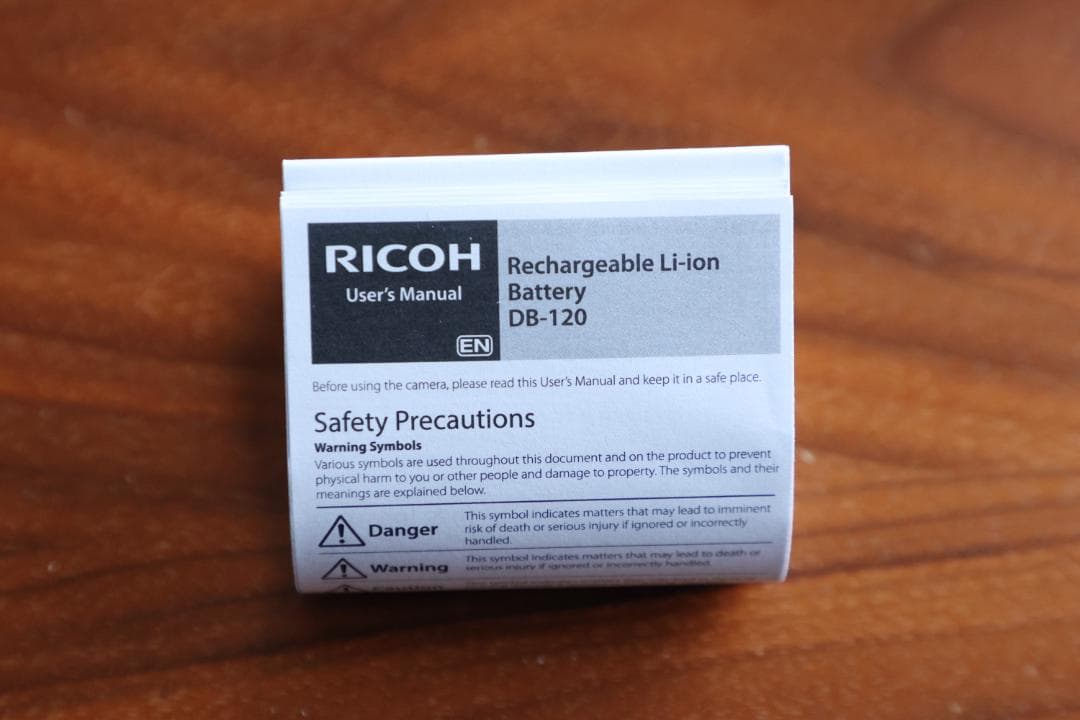 RICOH
User's Manual
EN
Rechargeable Li-ion
Battery
DB-120
Before using the camera, please read this User's Manual and keep it in a safe place.
Safety Precautions
Warning Symbols
Various symbols are used throughout this document and on the product to prevent
physical harm to you or other people and damage to property. The symbols and their
meanings are explained below.
Danger
This symbol indicates matters that may lead to imminent
risk of death or serious injury if ignored or incorrectly
handled.
Warning
This symbol indicates matters that may lead to death or
serious injury if ignored or incorrectly handled.
Caution